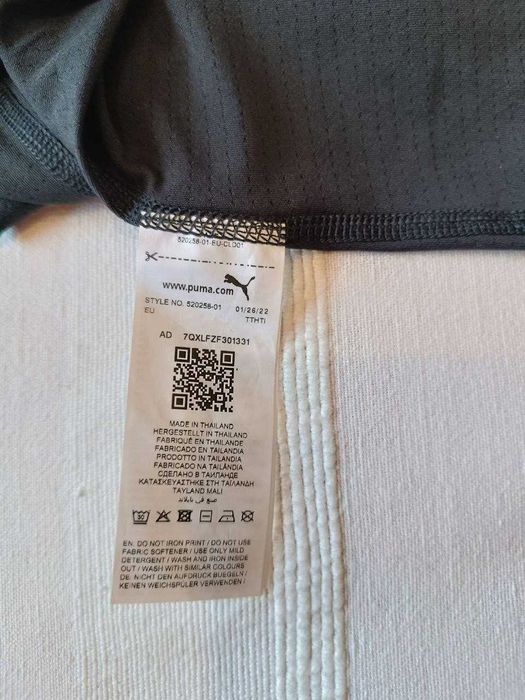 520258-01-EU-CLO01
www.puma.com
STYLE NO. 520258-01 01/26/22
EU TTHTI
AD 7QXLFZF301331
MADE IN THAILAND
HERGESTELLT IN THAILAND
FABRIQUÉ EN THAÏLANDE
FABRICADO EN TAILANDIA
PRODOTTO IN TAILANDIA
FABRICADO NA TAILÂNDIA
СДЕЛАНО В ТАИЛАНДЕ
ΚΑΤΑΣΚΕΥΑΣΤΗΚΕ ΣΤΗ ΤΑΪΛΑΝΔΗ
TAYLAND MALI
صنع في تايلاند
30
EN: DO NOT IRON PRINT / DO NOT USE
FABRIC SOFTENER / USE ONLY MILD
DETERGENT / WASH AND IRON INSIDE
OUT / WASH WITH SIMILAR COLOURS
DE: NICHT DEN AUFDRUCK BUEGELN /
KEINEN WEICHSPÜLER VERWENDEN /